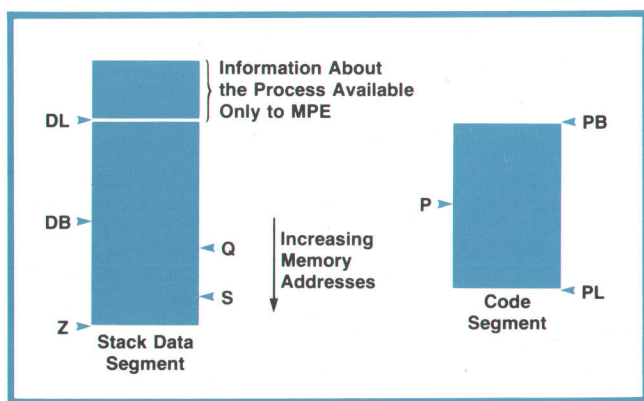 Information About
the Process Available
Only to MPE
DL
DB
Q
S
Z
Increasing
Memory
Addresses
Stack Data
Segment
PB
P
PL
Code
Segment